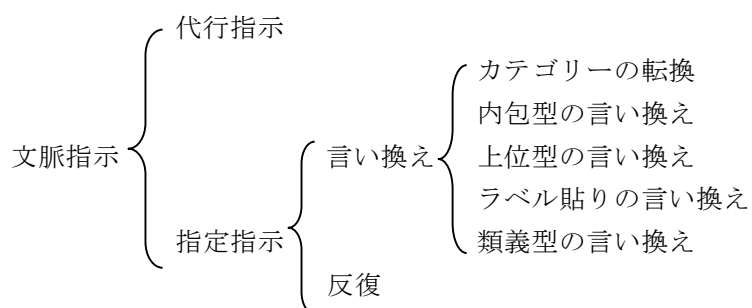 代行指示
カテゴリーの転換
内包型の言い換え
文脈指示
言い換え
上位型の言い換え
ラベル貼りの言い換え
指定指示
類義型の言い換え
反復